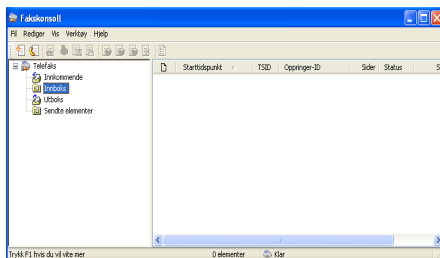 Fakskonsoll
Fil Rediger Vis Verktøy Hjelp
Telefaks
Innkommende
Innboks
Utboks
Sendte elementer
Starttidspunkt TSID Oppringer-ID Sider Status S
Trykk F1 hvis du vil vite mer 0 elementer Klar